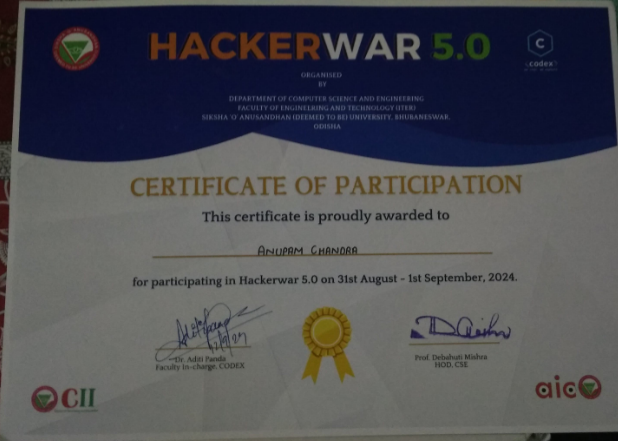 HACKERWAR 5.0
C
codex
ORGANISED
BY
DEPARTMENT OF COMPUTER SCIENCE AND ENGINEERING
FACULTY OF ENGINEERING AND TECHNOLOGY (ITER)
SIKSHA 'O' ANUSANDHAN (DEEMED TO BE) UNIVERSITY, BHUBANESWAR,
ODISHA
CERTIFICATE OF PARTICIPATION
This certificate is proudly awarded to
ANUPAM CHANDRA
for participating in Hackerwar 5.0 on 31st August - 1st September, 2024.
Dr. Aditi Panda
Faculty In-charge, CODEX
Prof. Debahuti Mishra
HOD, CSE
CII
aic